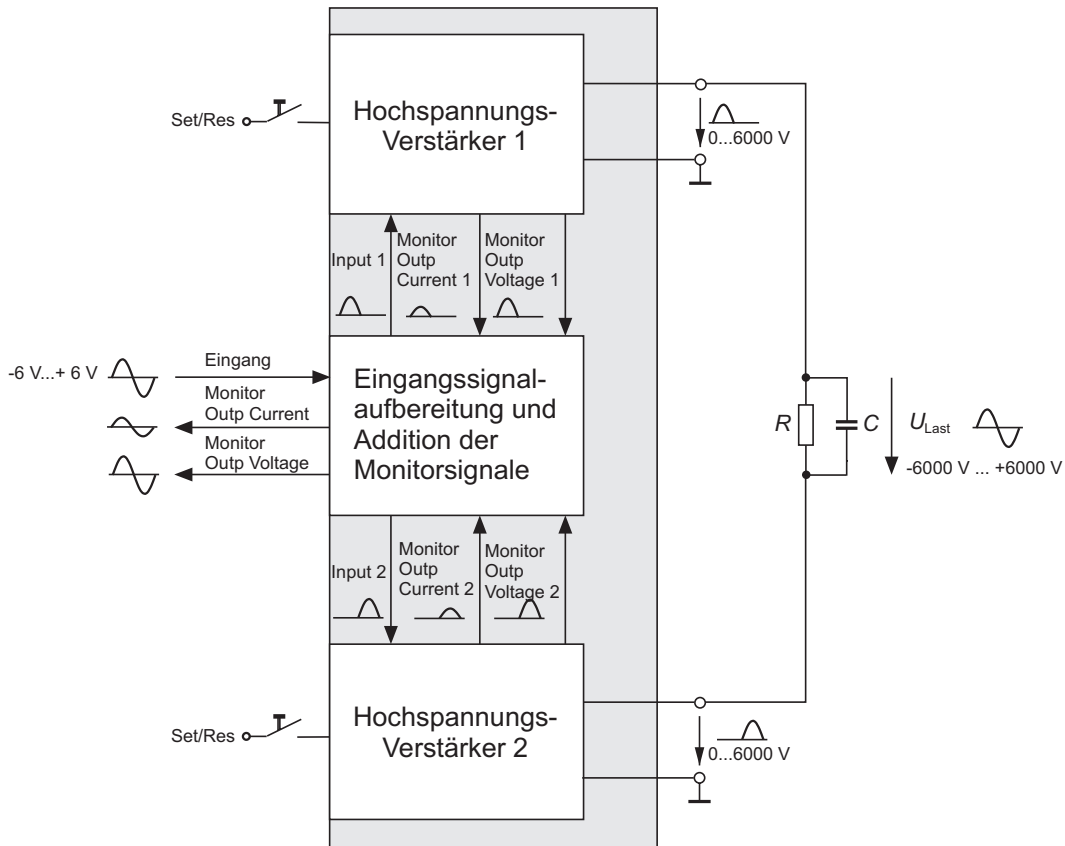 Hochspannungs-
Verstärker 1
Set/Res
0...6000 V
Input 1
Monitor
Outp
Current 1
Monitor
Outp
Voltage 1
-6 V...+ 6 V
Eingang
Monitor
Outp Current
Monitor
Outp Voltage
Eingangssignal-
aufbereitung und
Addition der
Monitorsignale
R
C
ULast
-6000 V ... +6000 V
Input 2
Monitor
Outp
Current 2
Monitor
Outp
Voltage 2
Set/Res
Hochspannungs-
Verstärker 2
0...6000 V